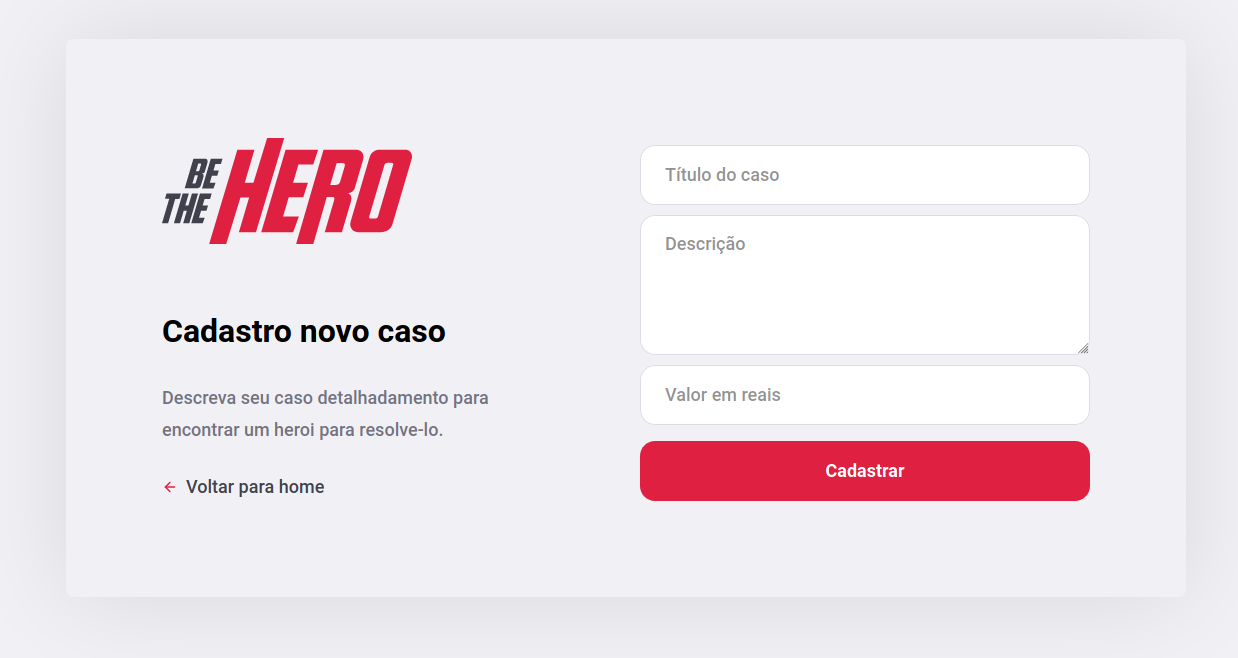 BE
THE HERO
Cadastro novo caso
Descreva seu caso detalhadamento para
encontrar um heroi para resolve-lo.
← Voltar para home
Título do caso
Descrição
Valor em reais
Cadastrar